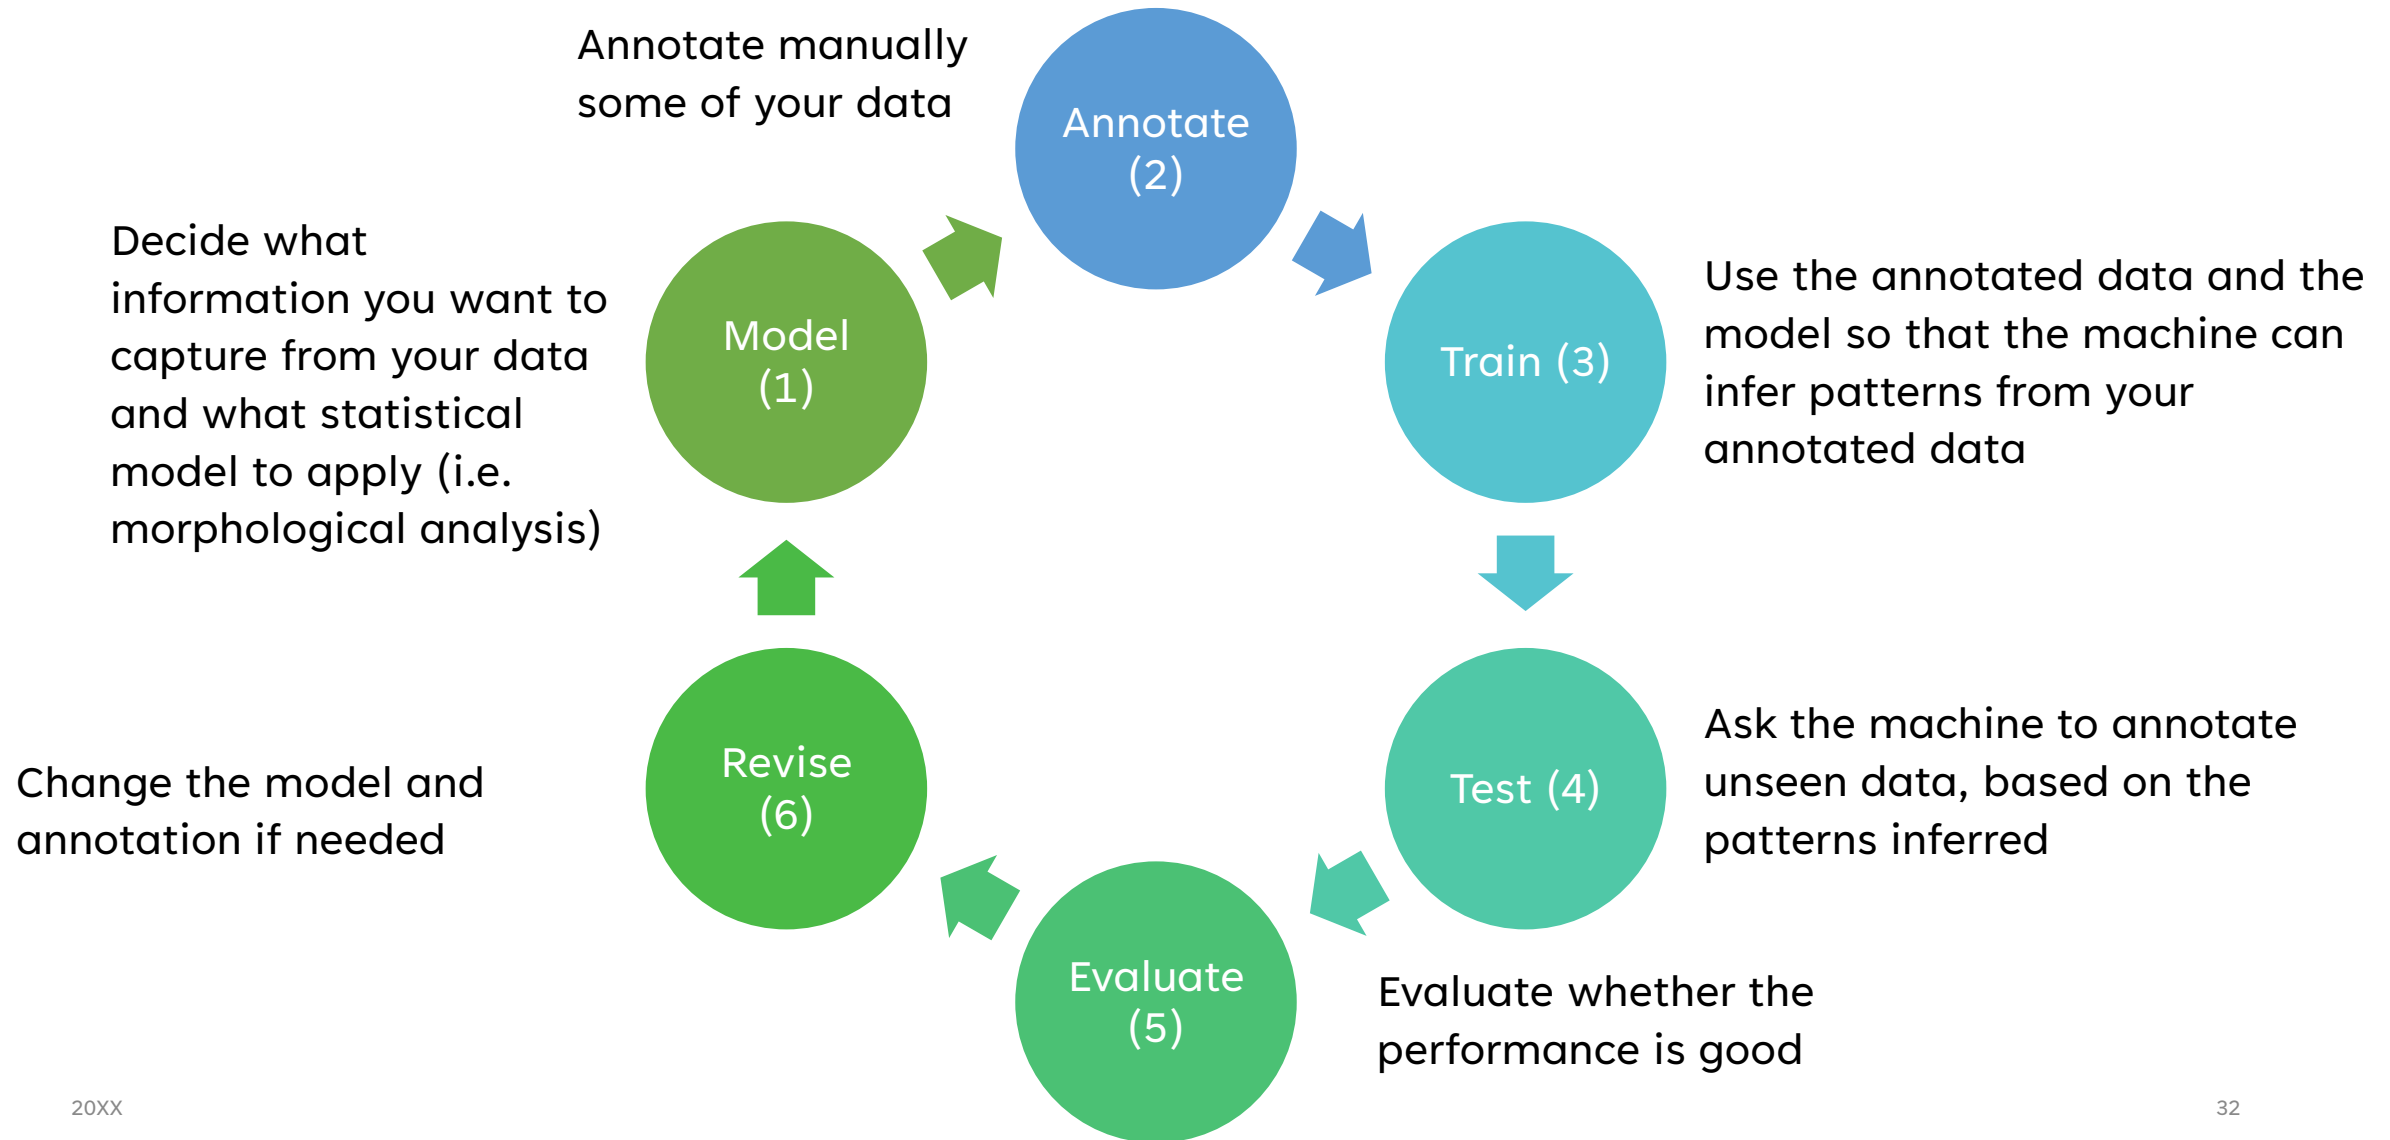 Annotate manually
some of your data
Annotate
(2)
Decide what
information you want to
capture from your data
and what statistical
model to apply (i.e.
morphological analysis)
Model
(1)
Train (3)
Use the annotated data and the
model so that the machine can
infer patterns from your
annotated data
Test (4)
Ask the machine to annotate
unseen data, based on the
patterns inferred
Evaluate
(5)
Evaluate whether the
performance is good
Revise
(6)
Change the model and
annotation if needed
20XX
32